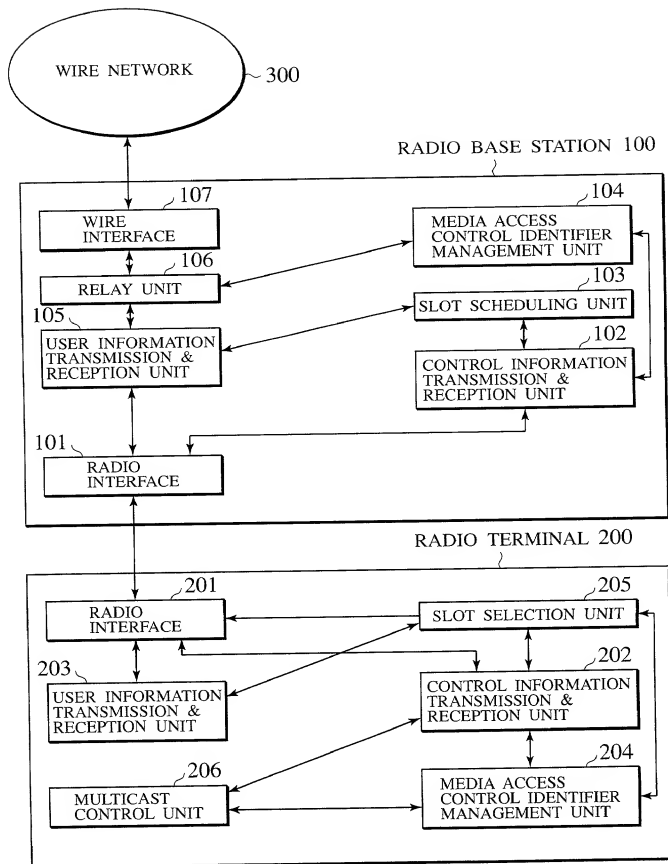 WIRE NETWORK
300
RADIO BASE STATION 100
107
WIRE
INTERFACE
104
MEDIA ACCESS
CONTROL IDENTIFIER
MANAGEMENT UNIT
106
RELAY UNIT
103
SLOT SCHEDULING UNIT
105
USER INFORMATION
TRANSMISSION &
RECEPTION UNIT
102
CONTROL INFORMATION
TRANSMISSION &
RECEPTION UNIT
101
RADIO
INTERFACE
RADIO TERMINAL 200
201
RADIO
INTERFACE
205
SLOT SELECTION UNIT
203
USER INFORMATION
TRANSMISSION &
RECEPTION UNIT
202
CONTROL INFORMATION
TRANSMISSION &
RECEPTION UNIT
206
MULTICAST
CONTROL UNIT
204
MEDIA ACCESS
CONTROL IDENTIFIER
MANAGEMENT UNIT